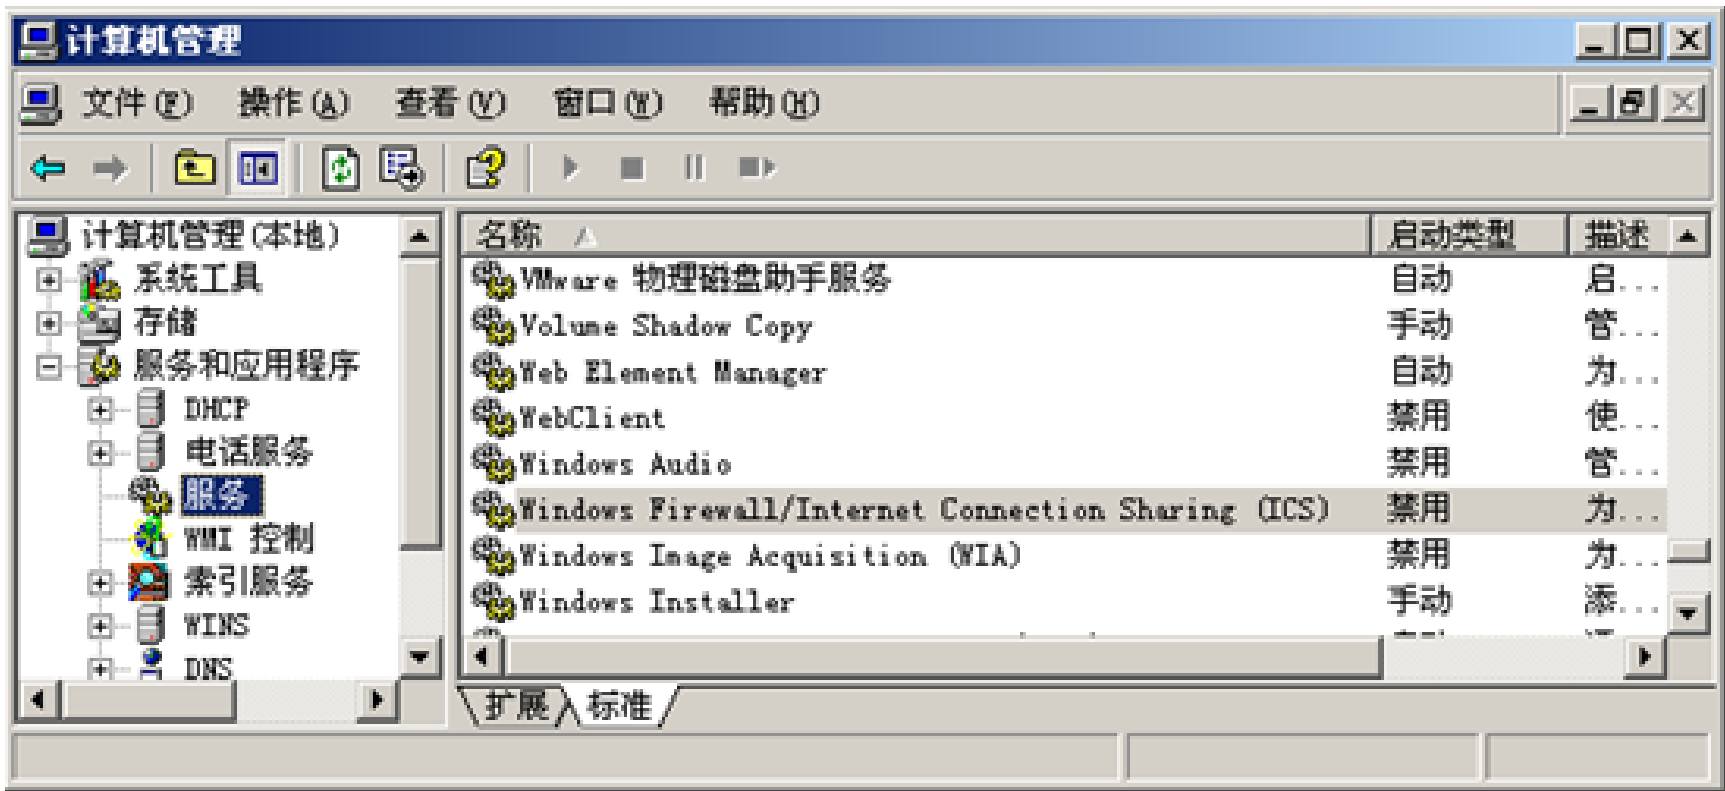 计算机管理
文件(F) 操作(A) 查看(V) 窗口(W) 帮助(H)
计算机管理(本地)
系统工具
存储
服务和应用程序
DHCP
电话服务
服务
WMI 控制
索引服务
WINS
DNS
名称 启动类型 描述
VMware 物理磁盘助手服务 自动 启...
Volume Shadow Copy 手动 管...
Web Element Manager 自动 为...
WebClient 禁用 使...
Windows Audio 禁用 管...
Windows Firewall/Internet Connection Sharing (ICS) 禁用 为...
Windows Image Acquisition (WIA) 禁用 为...
Windows Installer 手动 添...
扩展 标准